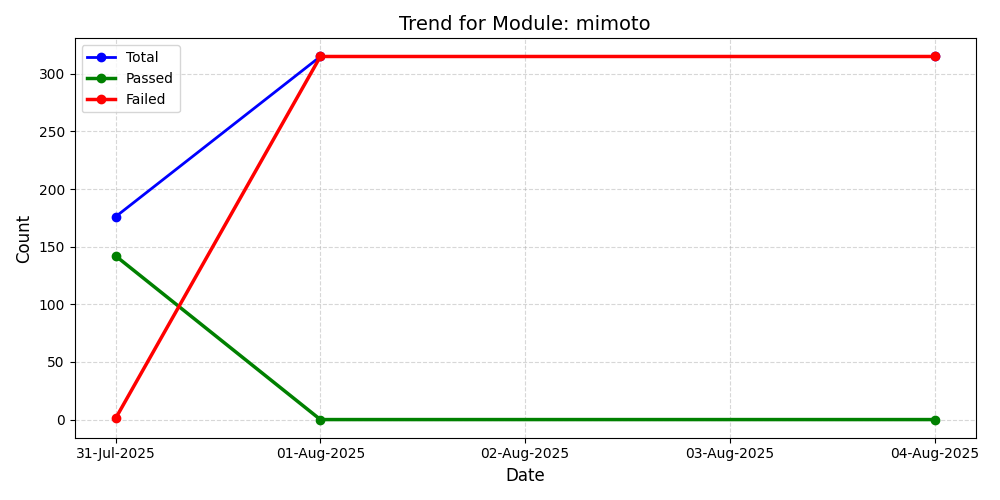 Trend for Module: mimoto
Total
Passed
Failed
Count
300
250
200
150
100
50
0
31-Jul-2025
01-Aug-2025
02-Aug-2025
03-Aug-2025
04-Aug-2025
Date